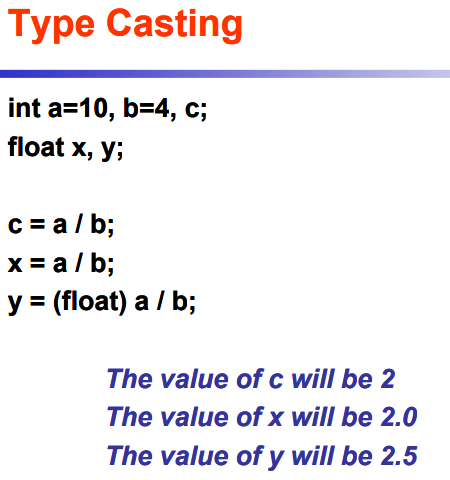 Type Casting
int a=10, b=4, c;
float x, y;
c = a / b;
x = a / b;
y = (float) a / b;
The value of c will be 2
The value of x will be 2.0
The value of y will be 2.5